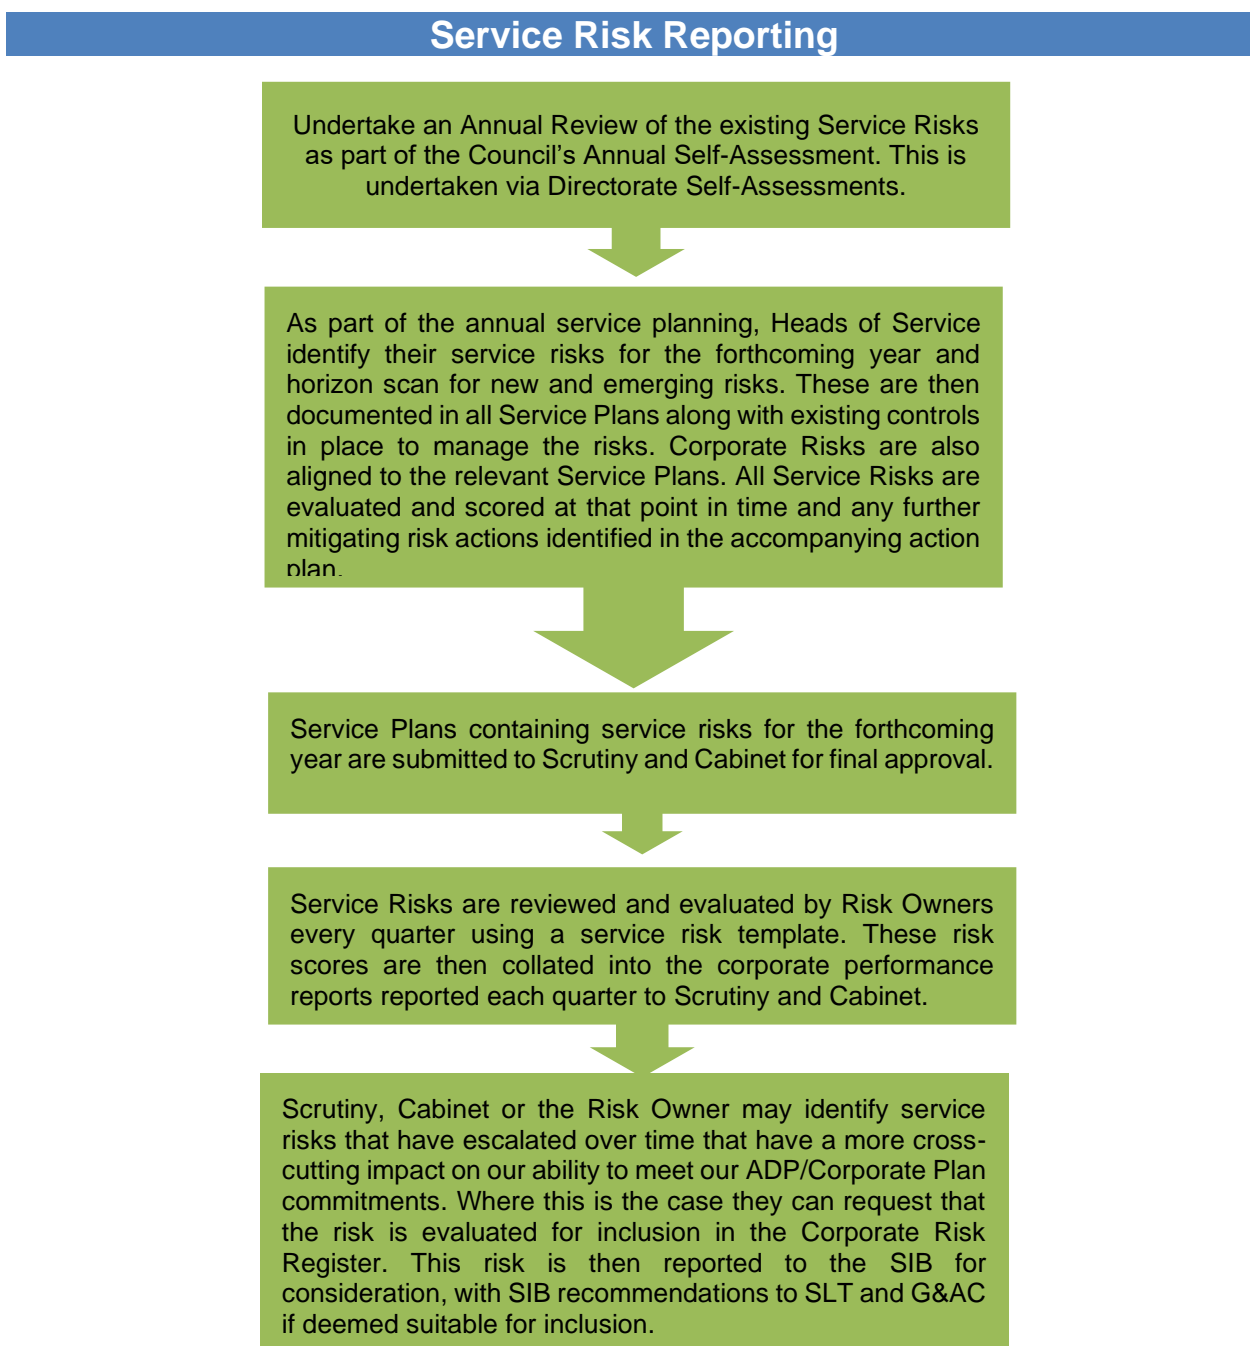 Service Risk Reporting
Undertake an Annual Review of the existing Service Risks
as part of the Council's Annual Self-Assessment. This is
undertaken via Directorate Self-Assessments.
As part of the annual service planning, Heads of Service
identify their service risks for the forthcoming year and
horizon scan for new and emerging risks. These are then
documented in all Service Plans along with existing controls
in place to manage the risks. Corporate Risks are also
aligned to the relevant Service Plans. All Service Risks are
evaluated and scored at that point in time and any further
mitigating risk actions identified in the accompanying action
plan.
Service Plans containing service risks for the forthcoming
year are submitted to Scrutiny and Cabinet for final approval.
Service Risks are reviewed and evaluated by Risk Owners
every quarter using a service risk template. These risk
scores are then collated into the corporate performance
reports reported each quarter to Scrutiny and Cabinet.
Scrutiny, Cabinet or the Risk Owner may identify service
risks that have escalated over time that have a more cross-
cutting impact on our ability to meet our ADP/Corporate Plan
commitments. Where this is the case they can request that
the risk is evaluated for inclusion in the Corporate Risk
Register. This risk is then reported to the SIB for
consideration, with SIB recommendations to SLT and G&AC
if deemed suitable for inclusion.